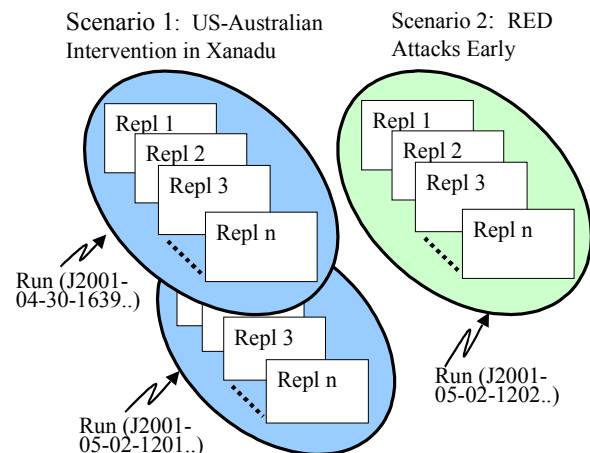 Scenario 1: US-Australian
Intervention in Xanadu
Scenario 2: RED
Attacks Early
Repl 1
Repl 2
Repl 3
Repl n
Repl 1
Repl 2
Repl 3
Repl n
Run (J2001-
04-30-1639..)
Repl 3
Repl n
Run (J2001-
05-02-1201..)
Run (J2001-
05-02-1202..)